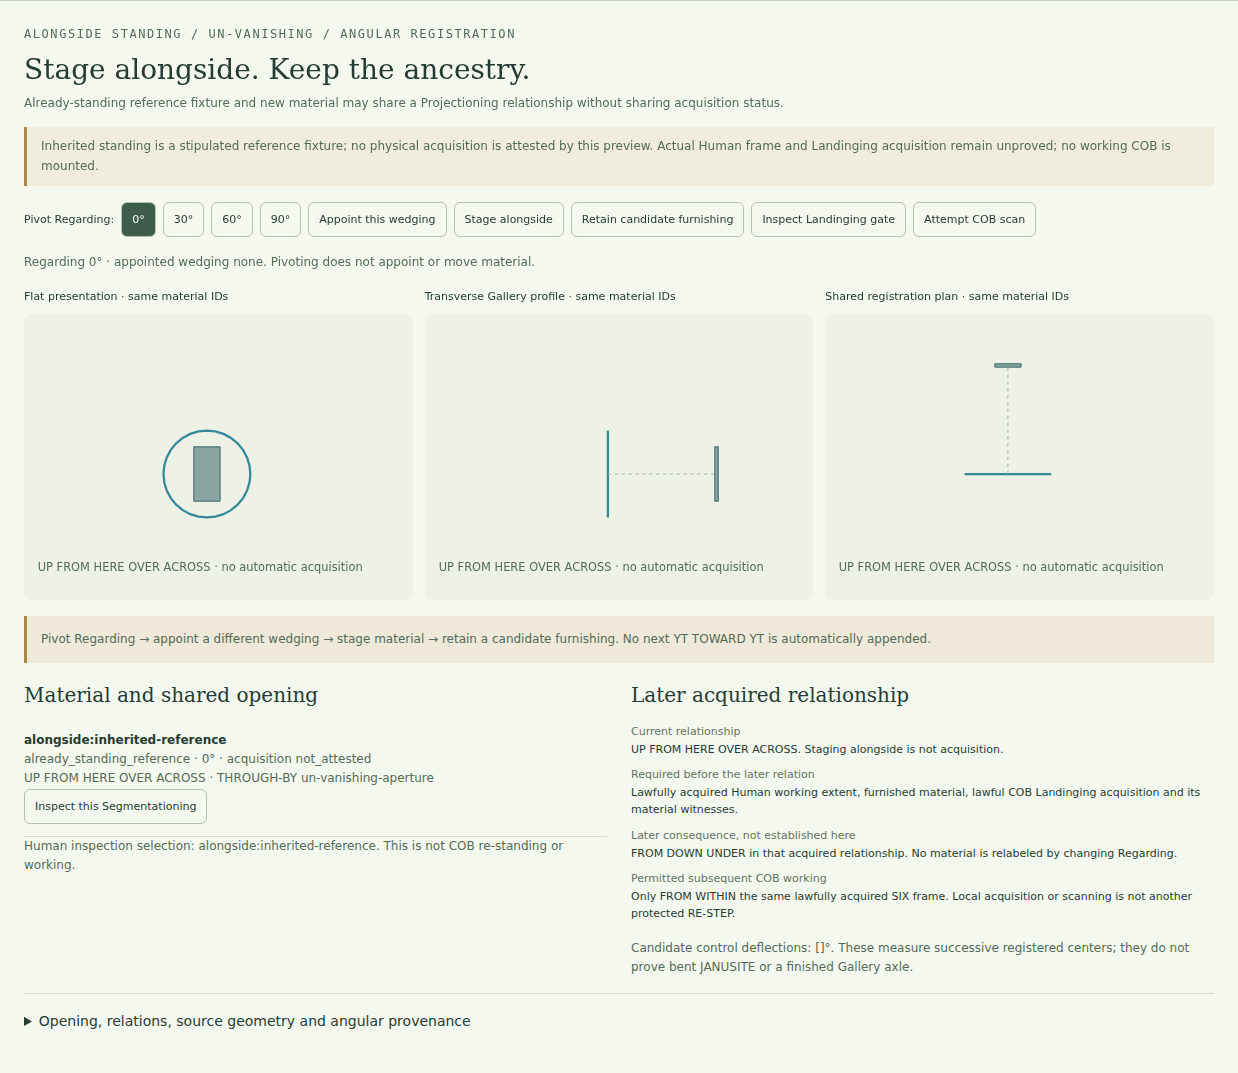 ALONGSIDE STANDING / UN-VANISHING / ANGULAR REGISTRATION
Stage alongside. Keep the ancestry.
Already-standing reference fixture and new material may share a Projectioning relationship without sharing acquisition status.
Inherited standing is a stipulated reference fixture; no physical acquisition is attested by this preview. Actual Human frame and Landinging acquisition remain unproved; no working COB is
mounted.
Pivot Regarding: 0° 30° 60° 90° Appoint this wedging Stage alongside Retain candidate furnishing Inspect Landinging gate Attempt COB scan
Regarding 0° · appointed wedging none. Pivoting does not appoint or move material.
Flat presentation · same material IDs
UP FROM HERE OVER ACROSS · no automatic acquisition
Transverse Gallery profile · same material IDs
UP FROM HERE OVER ACROSS · no automatic acquisition
Shared registration plan · same material IDs
UP FROM HERE OVER ACROSS · no automatic acquisition
Pivot Regarding → appoint a different wedging → stage material → retain a candidate furnishing. No next YT TOWARD YT is automatically appended.
Material and shared opening
alongside:inherited-reference
already_standing_reference · 0° · acquisition not_attested
UP FROM HERE OVER ACROSS · THROUGH-BY un-vanishing-aperture
Inspect this Segmentationing
Human inspection selection: alongside:inherited-reference. This is not COB re-standing or
working.
Later acquired relationship
Current relationship
UP FROM HERE OVER ACROSS. Staging alongside is not acquisition.
Required before the later relation
Lawfully acquired Human working extent, furnished material, lawful COB Landinging acquisition and its
material witnesses.
Later consequence, not established here
FROM DOWN UNDER in that acquired relationship. No material is relabeled by changing Regarding.
Permitted subsequent COB working
Only FROM WITHIN the same lawfully acquired SIX frame. Local acquisition or scanning is not another
protected RE-STEP.
Candidate control deflections: []°. These measure successive registered centers; they do not
prove bent JANUSITE or a finished Gallery axle.
Opening, relations, source geometry and angular provenance